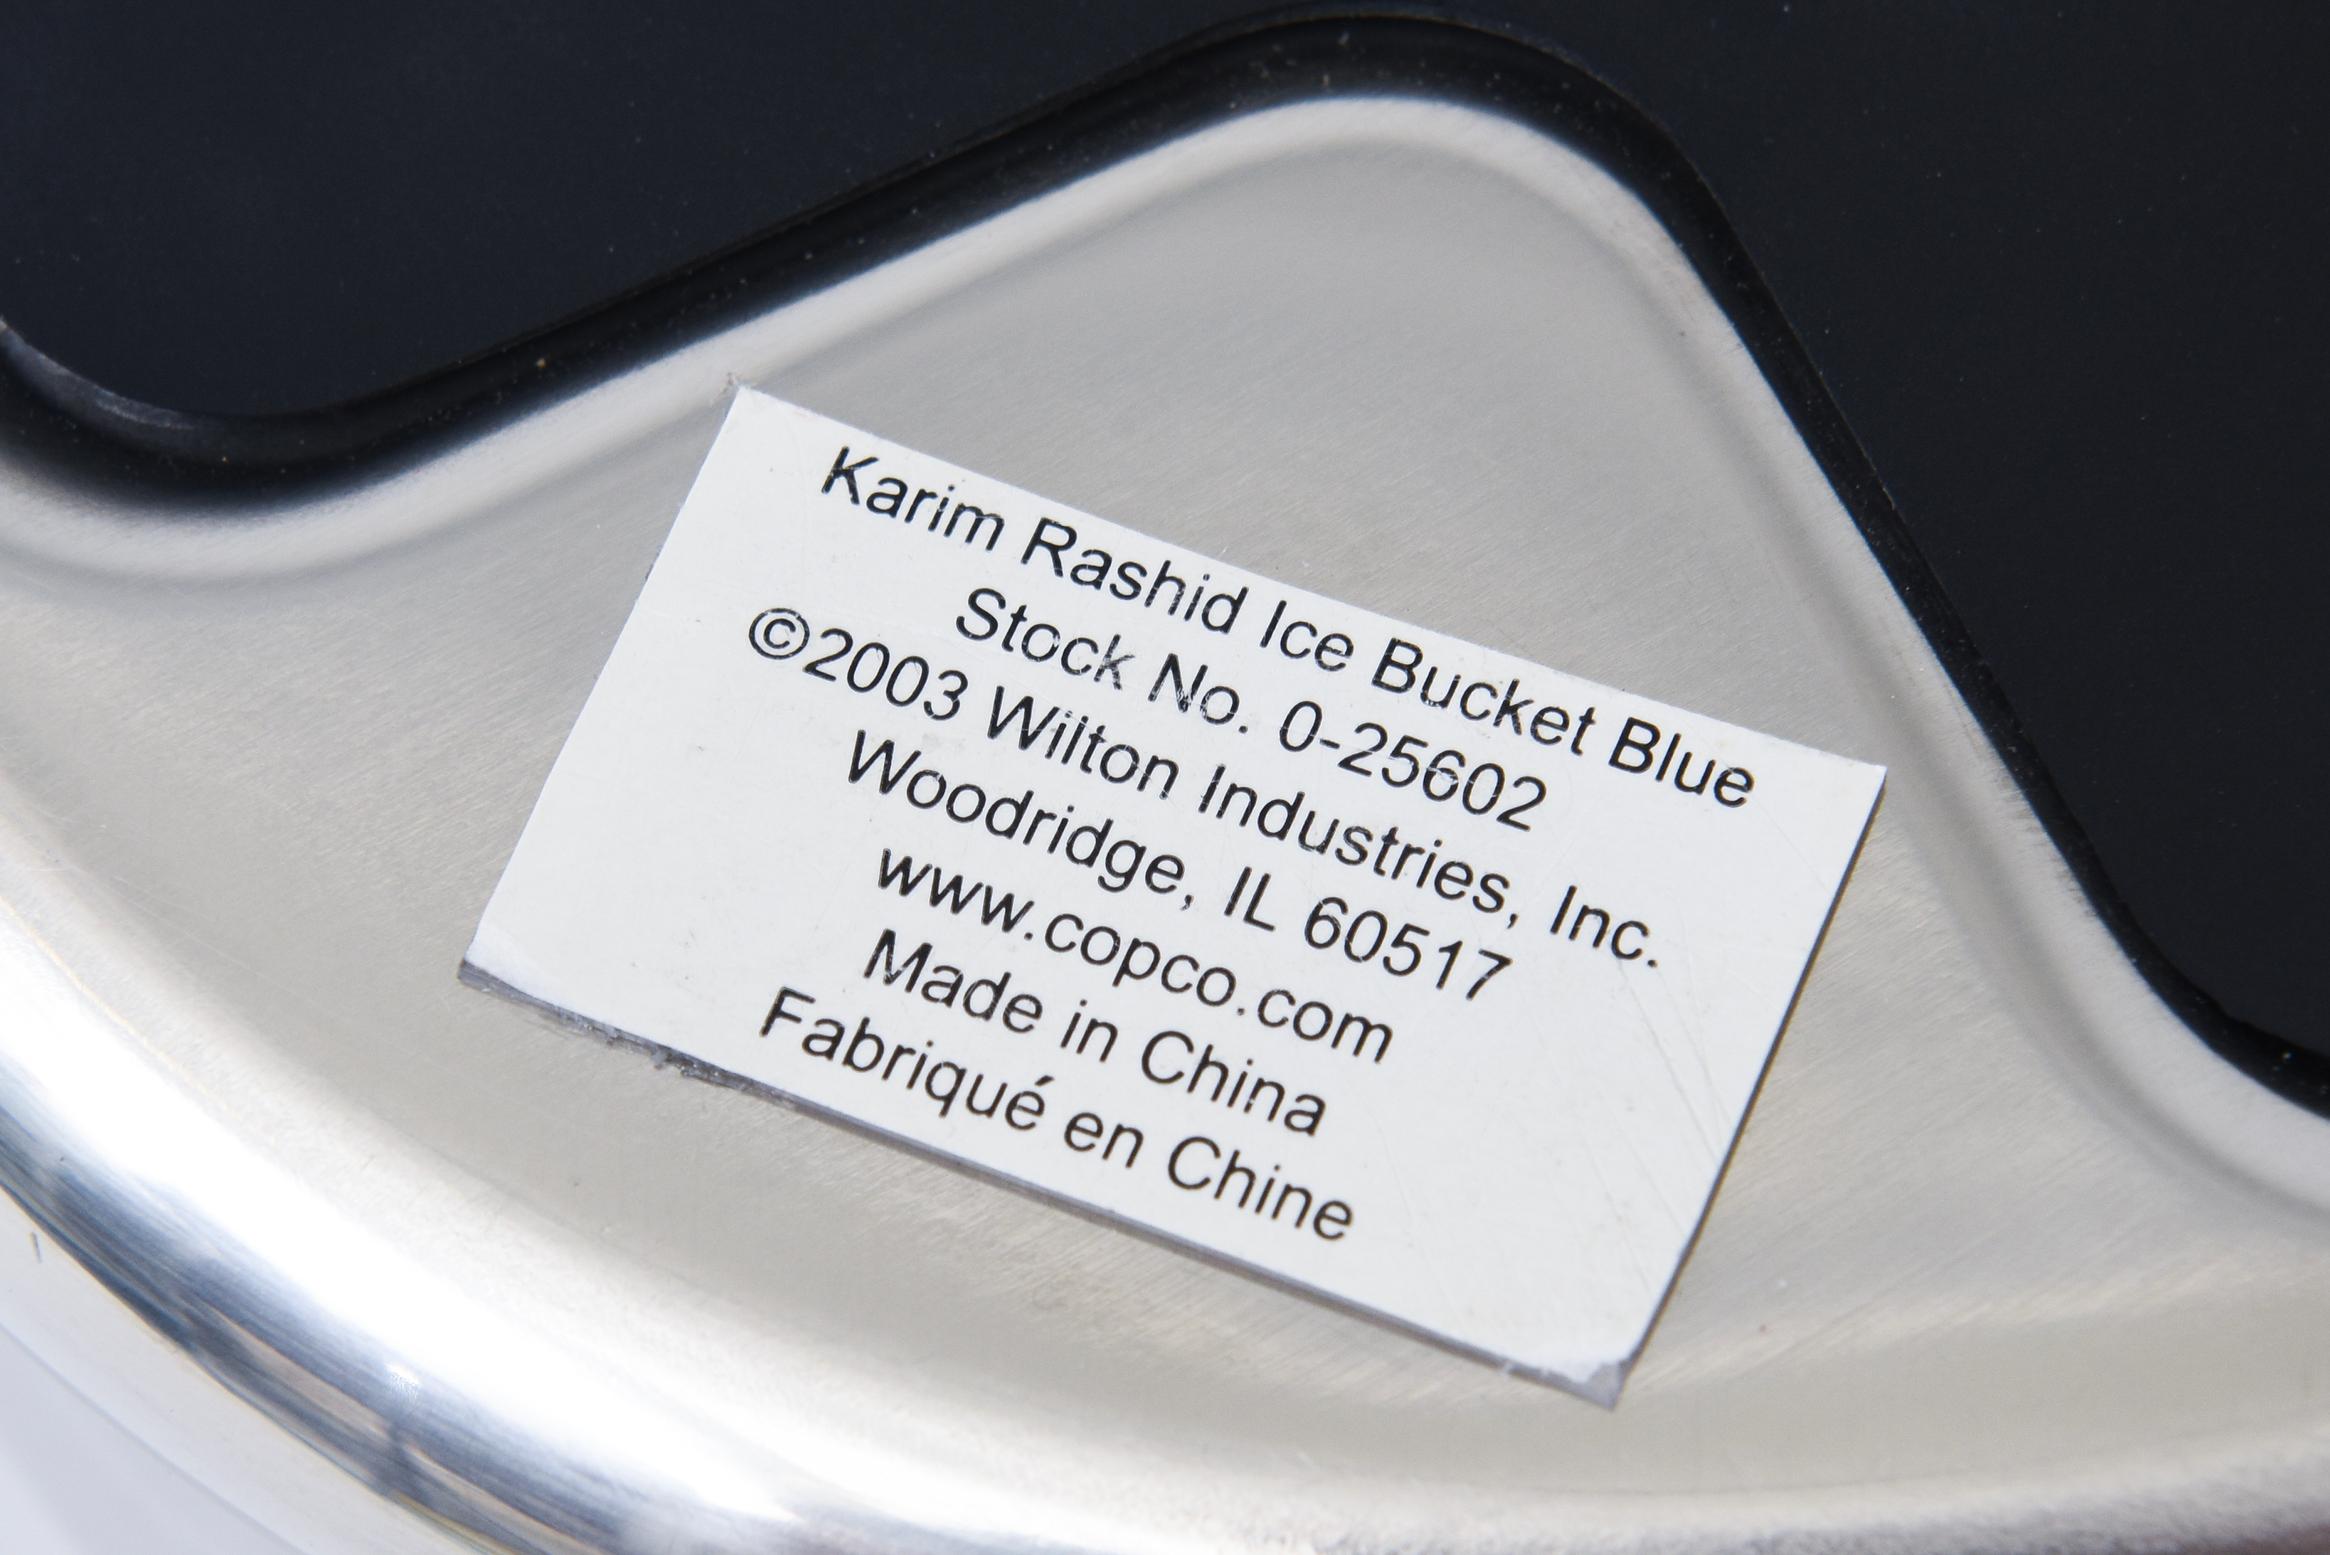 Karim Rashid Ice Bucket Blue
Stock No. 0-25602
©2003 Wilton Industries, Inc.
Woodridge, IL 60517
www.copco.com
Made in China
Fabriqué en Chine